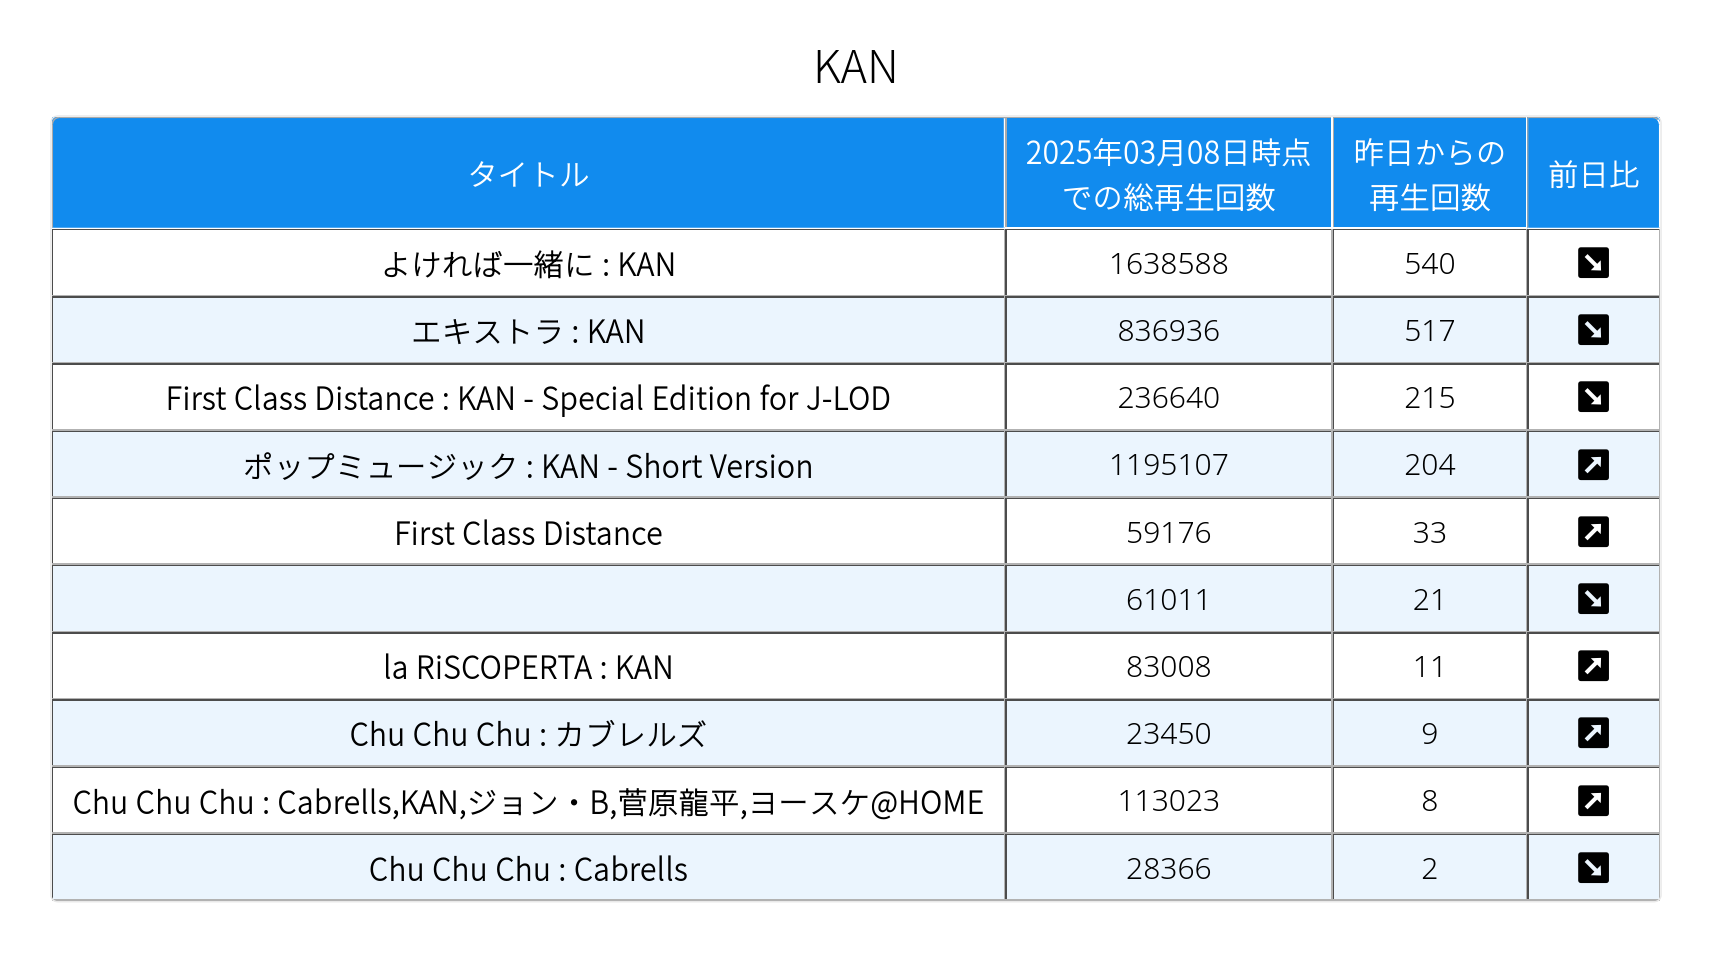 KAN
タイトル
2025年03月08日時点
での総再生回数
昨日からの
再生回数
前日比
よければ一緒に : KAN 1638588 540 ↘
エキストラ : KAN 836936 517 ↘
First Class Distance : KAN - Special Edition for J-LOD 236640 215 ↘
ポップミュージック : KAN - Short Version 1195107 204 ↗
First Class Distance 59176 33 ↗
61011 21 ↘
la RiSCOPERTA : KAN 83008 11 ↗
Chu Chu Chu : カブレルズ 23450 9 ↗
Chu Chu Chu : Cabrells,KAN,ジョン・B,菅原龍平,ヨースケ@HOME 113023 8 ↗
Chu Chu Chu : Cabrells 28366 2 ↘